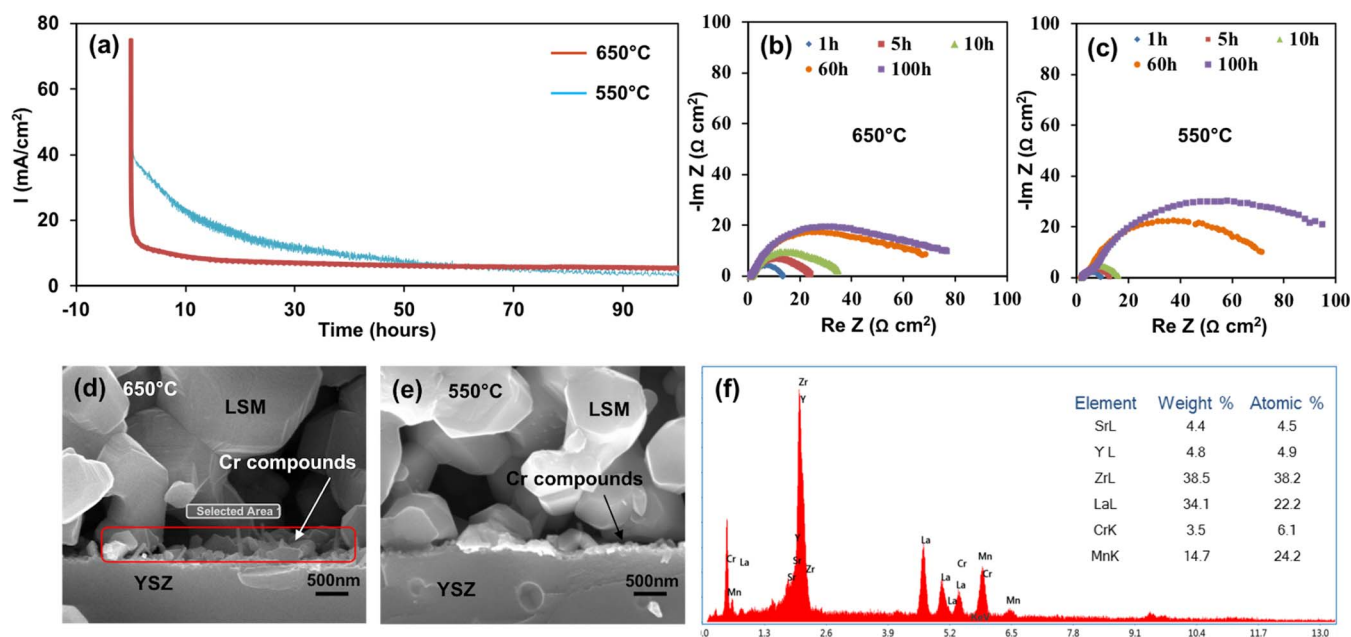 (a)
80
60
40
20
0
I (mA/cm²)
650°C
550°C
-10 10 30 50 70 90
Time (hours)
(b)
1h 5h 10h
60h 100h
650°C
100
80
60
40
20
0
-Im Z (Ω cm²)
0 20 40 60 80 100
Re Z (Ω cm²)
(c)
1h 5h 10h
60h 100h
550°C
100
80
60
40
20
0
-Im Z (Ω cm²)
0 20 40 60 80 100
Re Z (Ω cm²)
(d)
650°C
LSM
Cr compounds
Selected Area
YSZ
500nm
(e)
550°C
LSM
Cr compounds
YSZ
500nm
(f)
Element Weight % Atomic %
SrL 4.4 4.5
Y L 4.8 4.9
ZrL 38.5 38.2
LaL 34.1 22.2
CrK 3.5 6.1
MnK 14.7 24.2
Zr
Y
Y
Sr
Sr Zr
Cr La
Mn
La
La
La
Cr
La
Mn
Cr
Mn
0.0 1.3 2.6 3.9 5.2 6.5 7.8 9.1 10.4 11.7 13.0